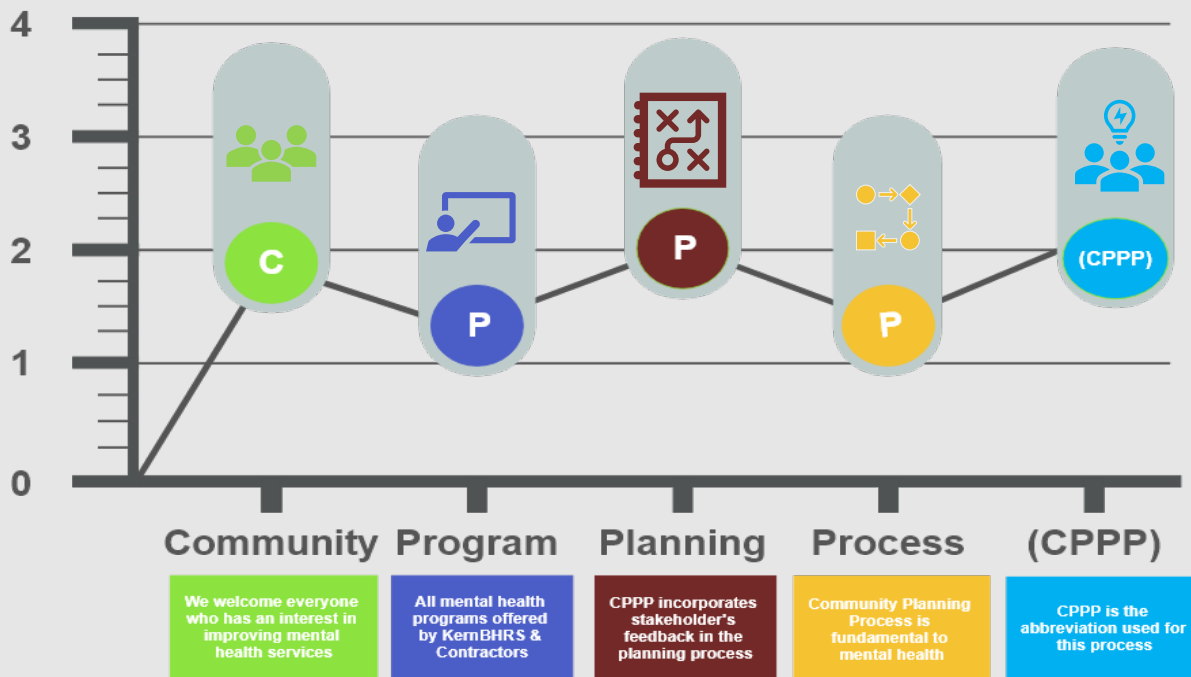 4
3
2
1
0
C
P
P
P
(CPPP)
Community
Program
Planning
Process
(CPPP)
We welcome everyone
who has an interest in
improving mental
health services
All mental health
programs offered
by KernBHRS &
Contractors
CPPP incorporates
stakeholder's
feedback in the
planning process
Community Planning
Process is
fundamental to
mental health
CPPP is the
abbreviation used for
this process